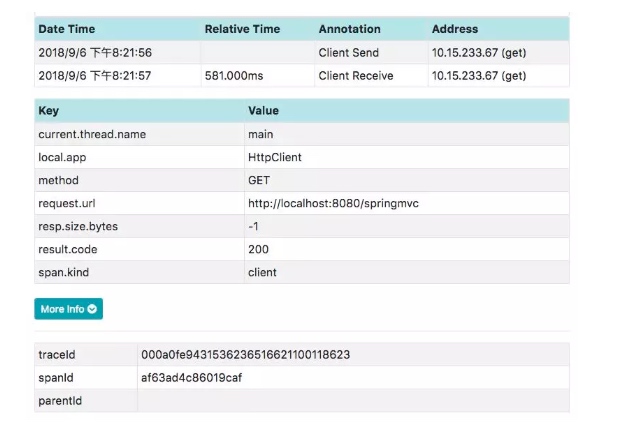 Date Time Relative Time Annotation Address
2018/9/6 下午8:21:56 Client Send 10.15.233.67 (get)
2018/9/6 下午8:21:57 581.000ms Client Receive 10.15.233.67 (get)
Key Value
current.thread.name main
local.app HttpClient
method GET
request.url http://localhost:8080/springmvc
resp.size.bytes -1
result.code 200
span.kind client
More Info
traceId 000a0fe94315362365166211​00118623
spanId af63ad4c86019caf
parentId